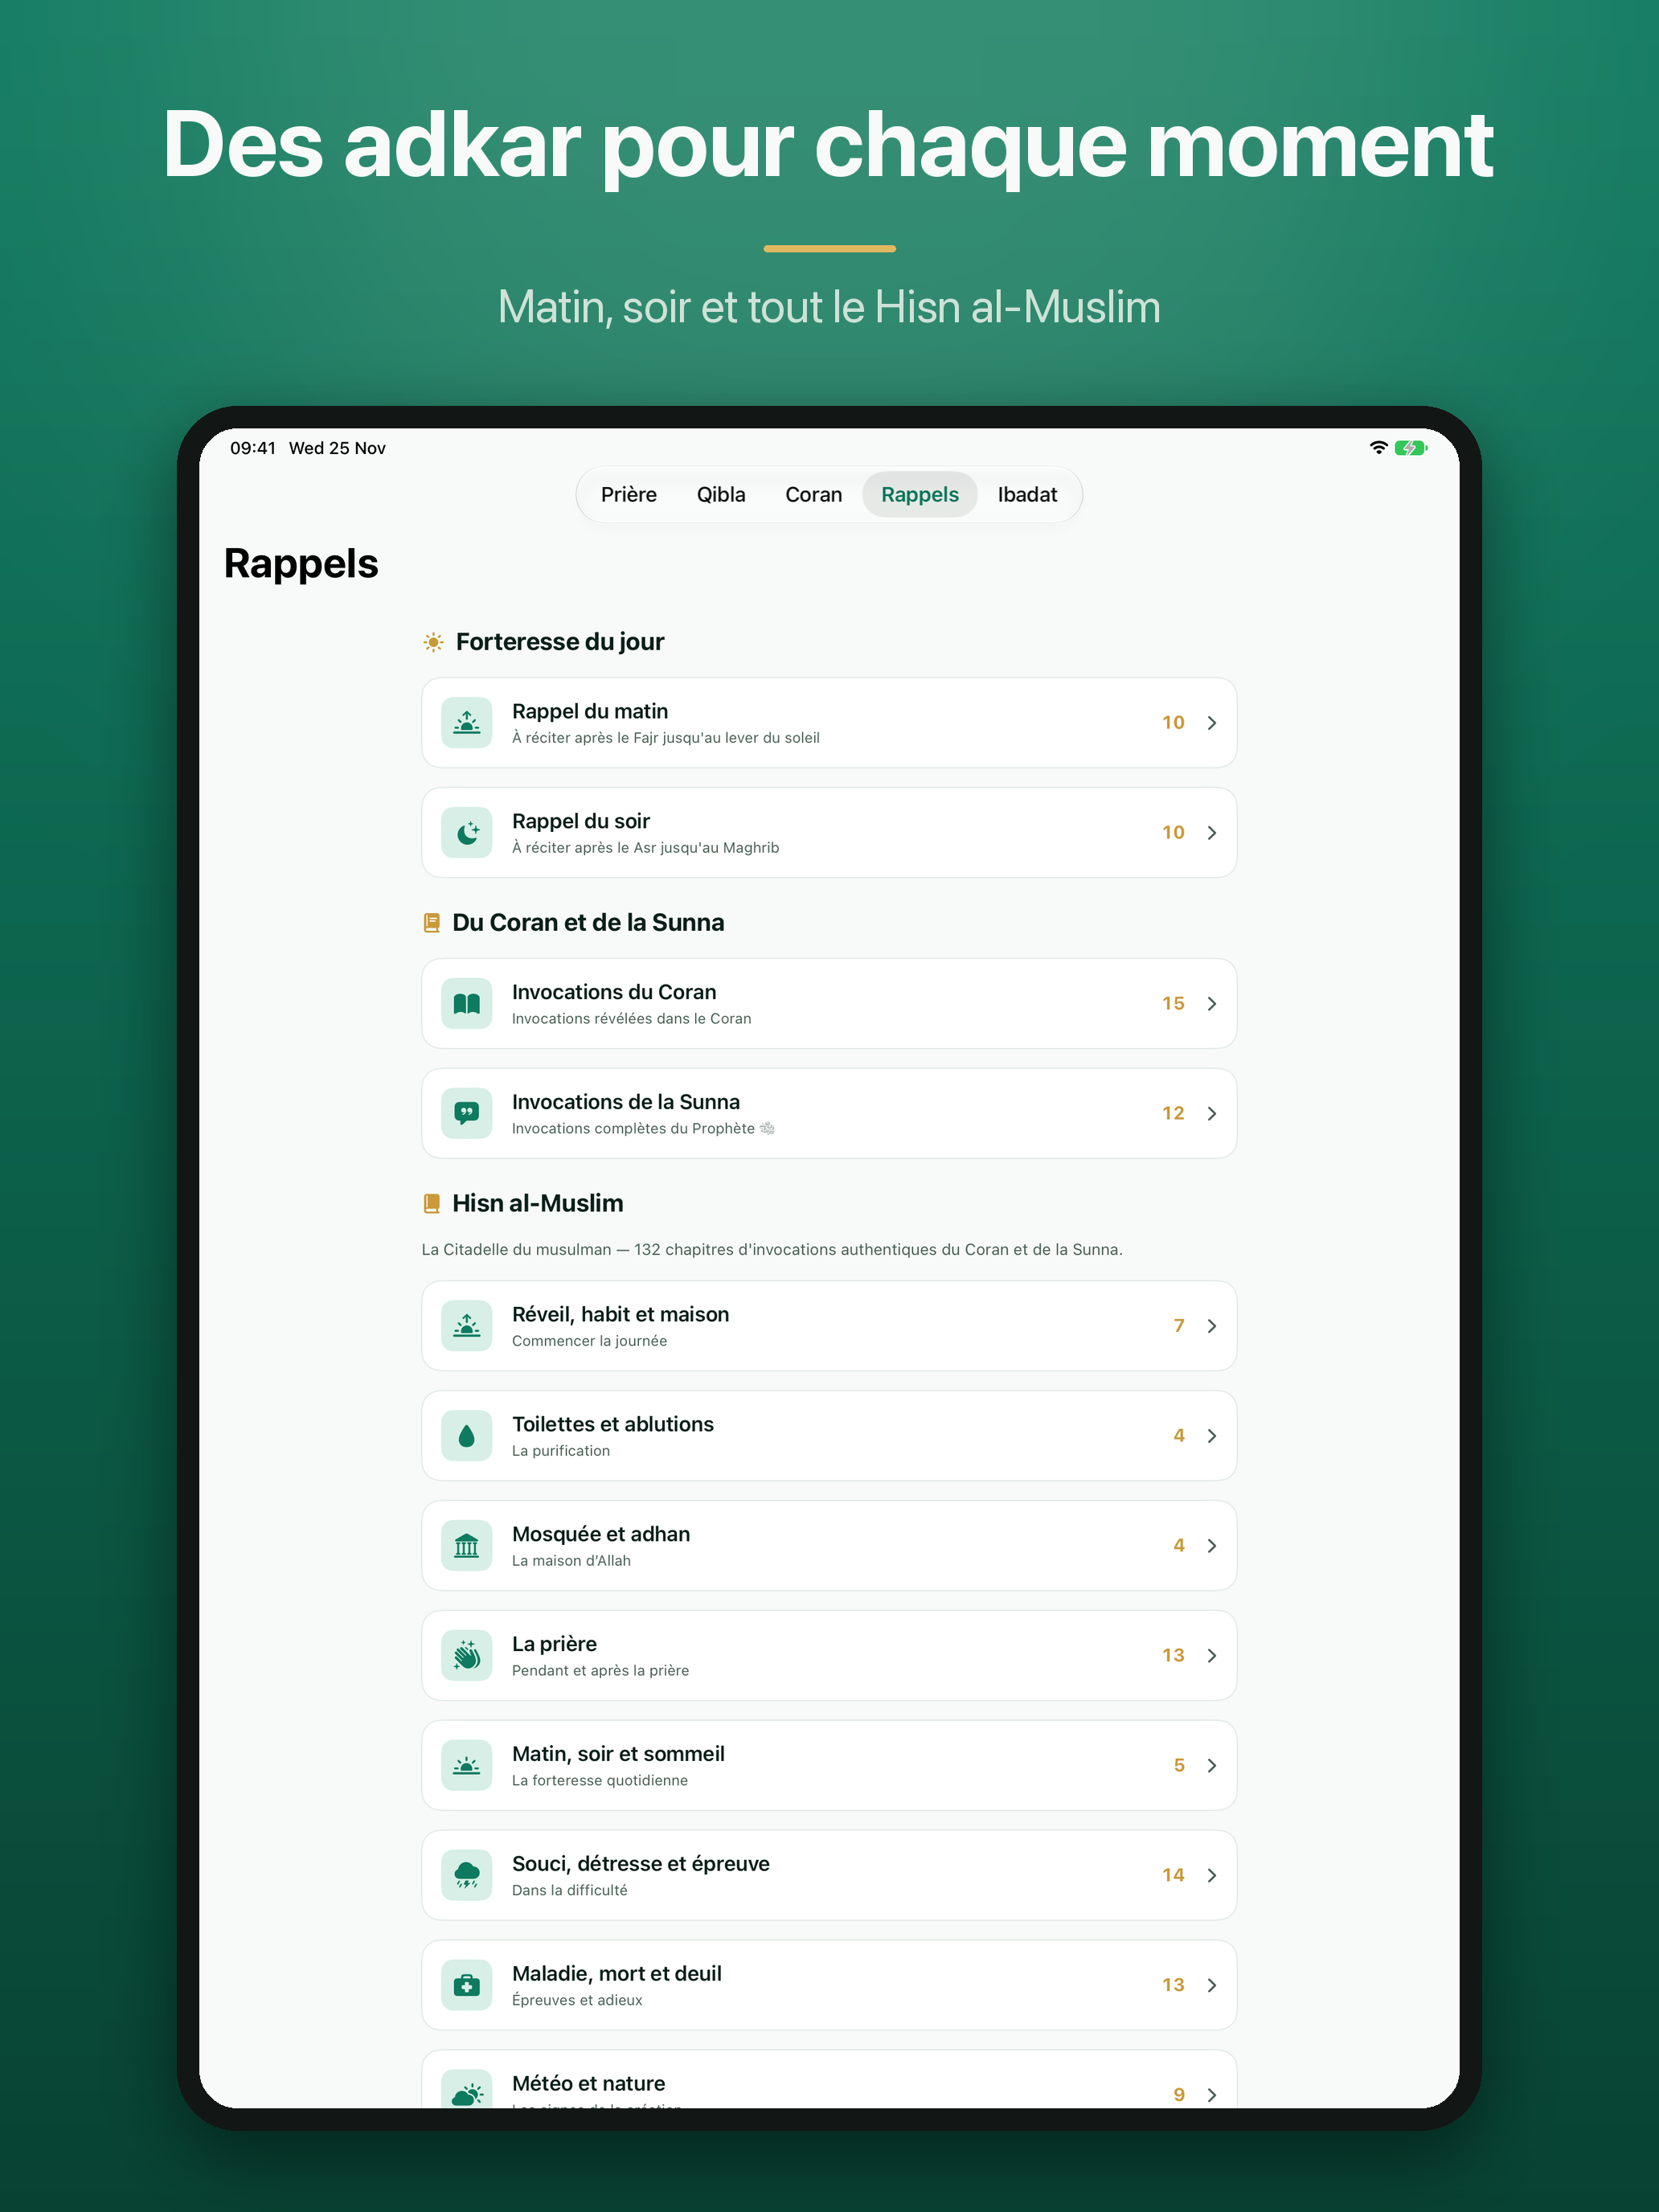 Des adkar pour chaque moment
Matin, soir et tout le Hisn al-Muslim
09:41 Wed 25 Nov
Prière Qibla Coran Rappels Ibadat
Rappels
Forteresse du jour
Rappel du matin
À réciter après le Fajr jusqu'au lever du soleil
10
Rappel du soir
À réciter après le Asr jusqu'au Maghrib
10
Du Coran et de la Sunna
Invocations du Coran
Invocations révélées dans le Coran
15
Invocations de la Sunna
Invocations complètes du Prophète ﷺ
12
Hisn al-Muslim
La Citadelle du musulman — 132 chapitres d'invocations authentiques du Coran et de la Sunna.
Réveil, habit et maison
Commencer la journée
7
Toilettes et ablutions
La purification
4
Mosquée et adhan
La maison d’Allah
4
La prière
Pendant et après la prière
13
Matin, soir et sommeil
La forteresse quotidienne
5
Souci, détresse et épreuve
Dans la difficulté
14
Maladie, mort et deuil
Épreuves et adieux
13
Météo et nature
9